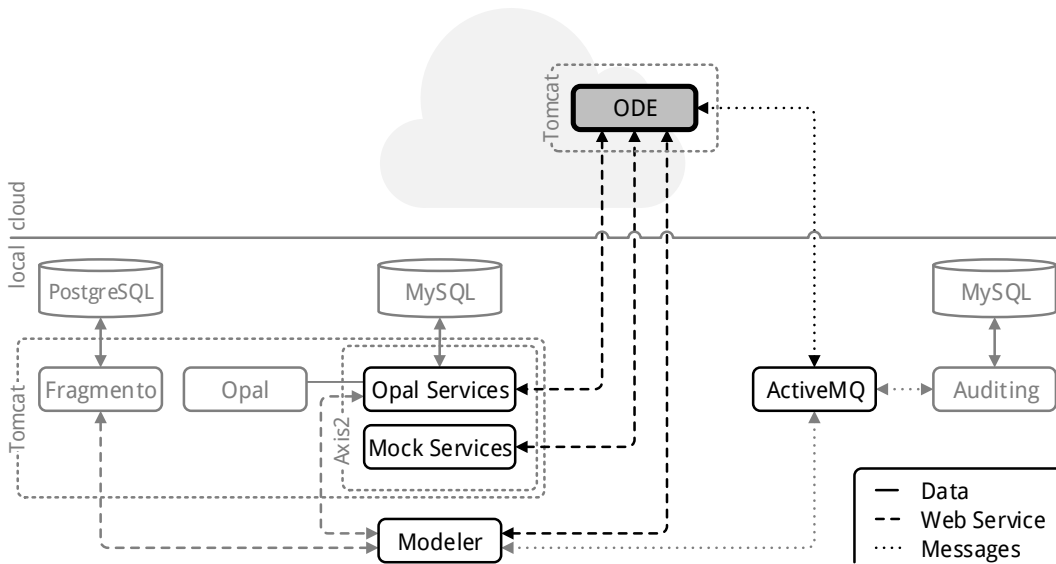 Tomcat
ODE
cloud
local
PostgreSQL
MySQL
MySQL
Tomcat
Fragmento
Opal
Axis2
Opal Services
ActiveMQ
Auditing
Mock Services
Modeler
Data
Web Service
Messages